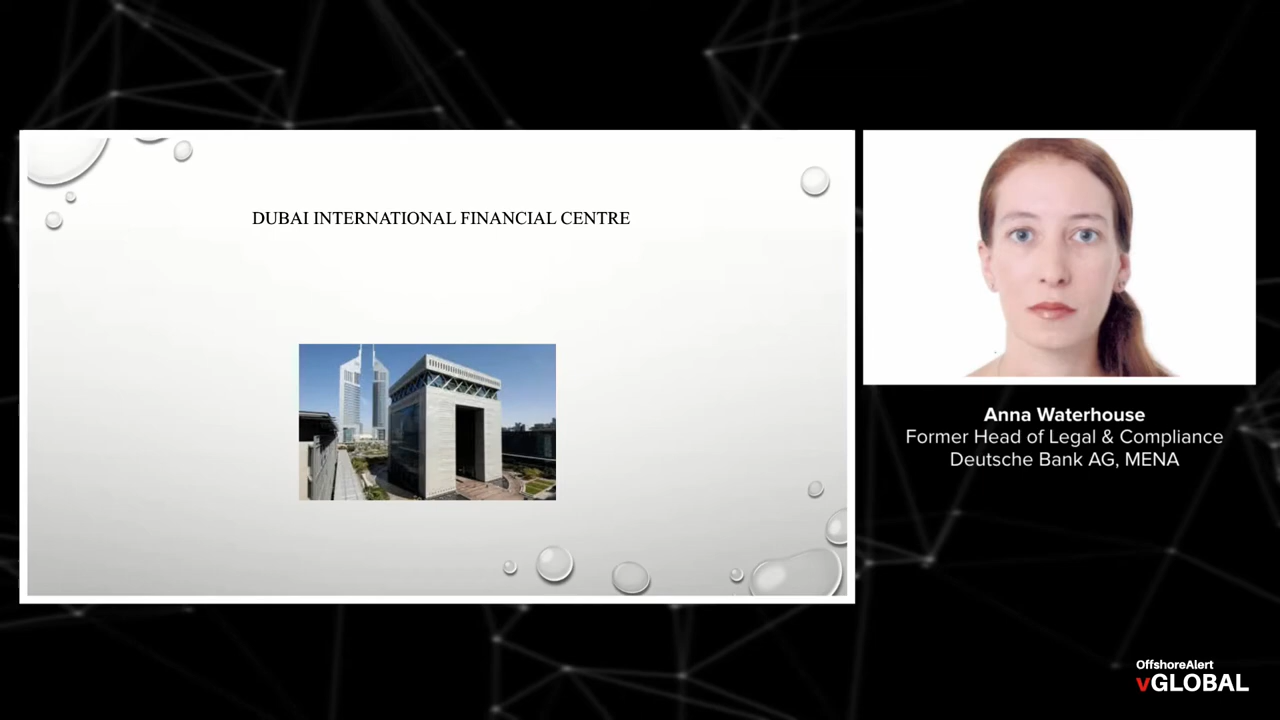 DUBAI INTERNATIONAL FINANCIAL CENTRE
Anna Waterhouse
Former Head of Legal & Compliance
Deutsche Bank AG, MENA
OffshoreAlert
vGLOBAL